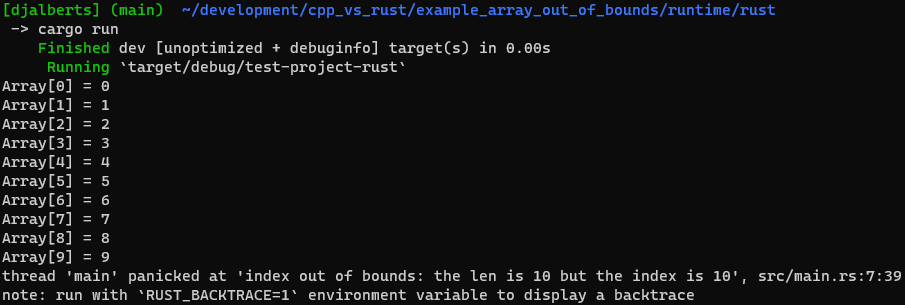 [djalberts] (main)  ~/development/cpp_vs_rust/example_array_out_of_bounds/runtime/rust
 -> cargo run
    Finished dev [unoptimized + debuginfo] target(s) in 0.00s
     Running `target/debug/test-project-rust`
Array[0] = 0
Array[1] = 1
Array[2] = 2
Array[3] = 3
Array[4] = 4
Array[5] = 5
Array[6] = 6
Array[7] = 7
Array[8] = 8
Array[9] = 9
thread 'main' panicked at 'index out of bounds: the len is 10 but the index is 10', src/main.rs:7:39
note: run with `RUST_BACKTRACE=1` environment variable to display a backtrace